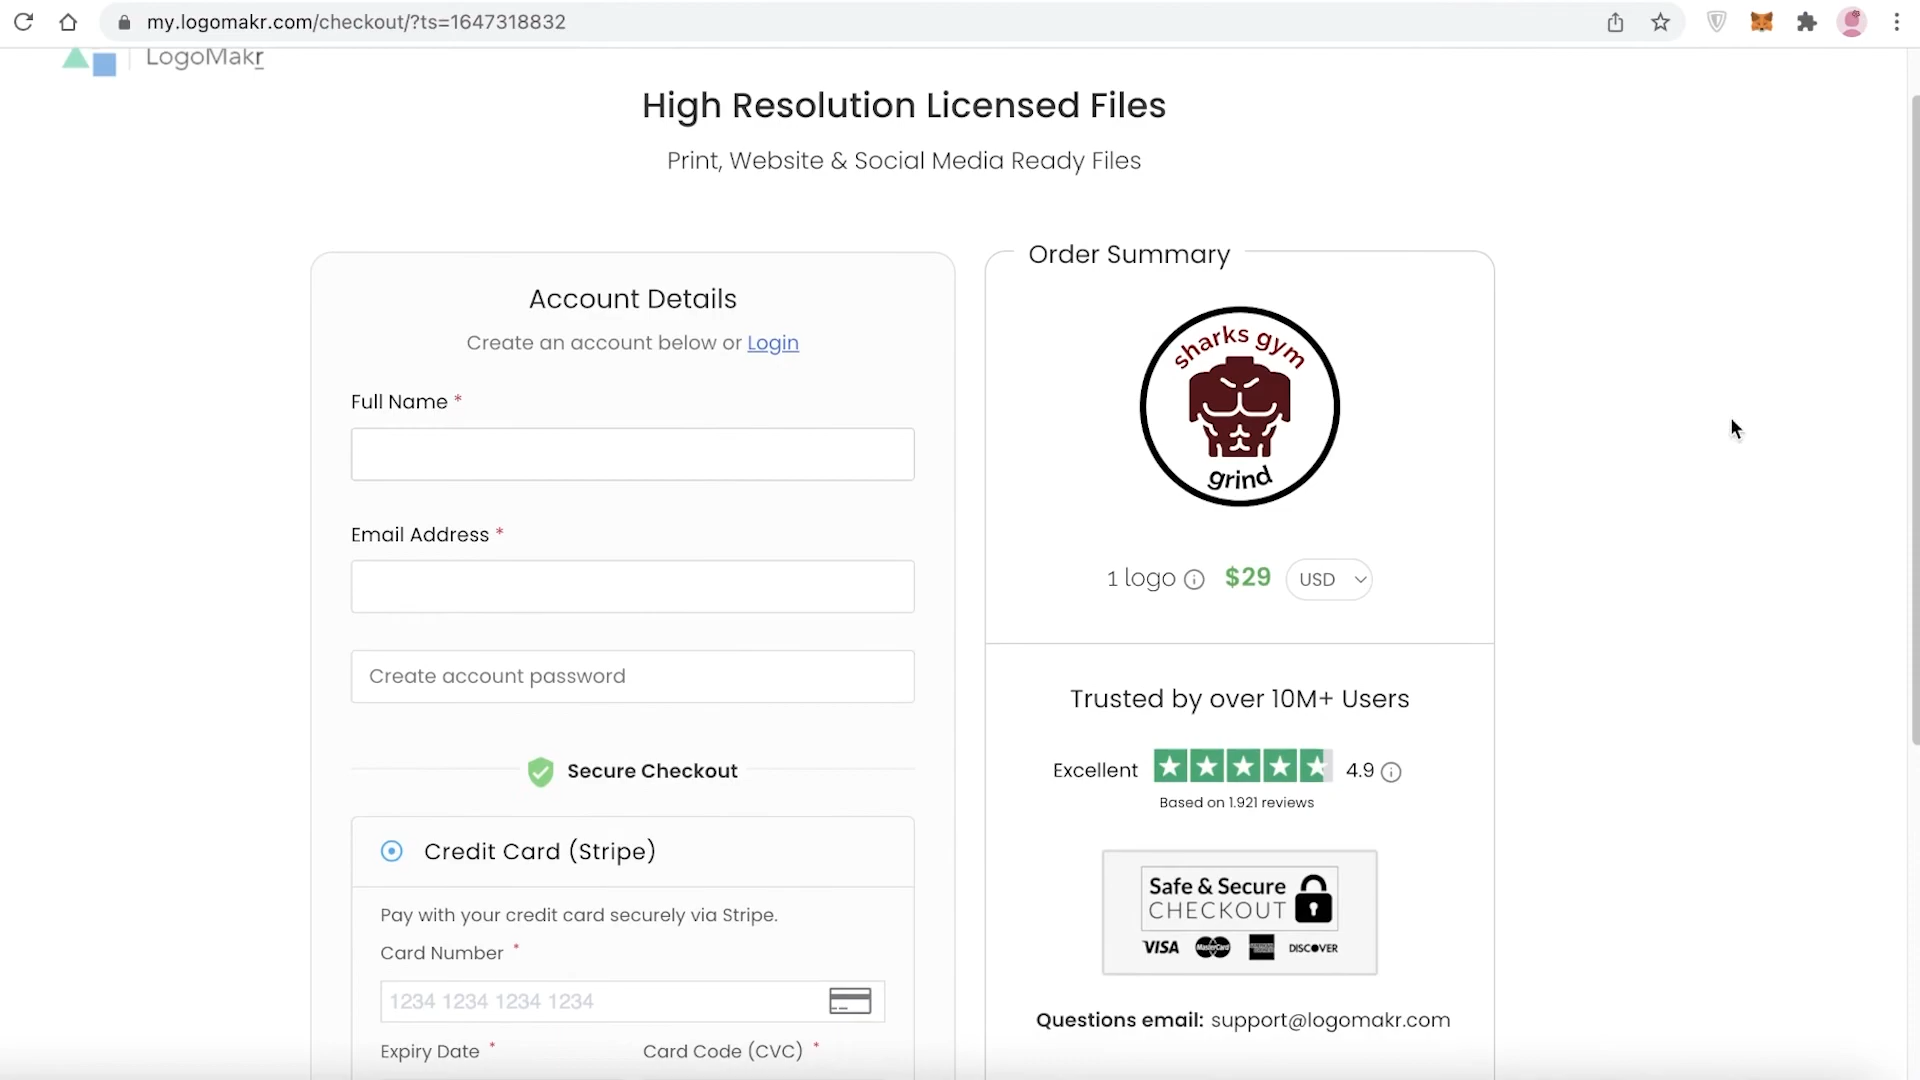 my.logomakr.com/checkout/?ts=1647318832
LogoMakr
High Resolution Licensed Files
Print, Website & Social Media Ready Files
Account Details
Create an account below or Login
Full Name *
Email Address *
Create account password
Secure Checkout
Credit Card (Stripe)
Pay with your credit card securely via Stripe.
Card Number *
1234 1234 1234 1234
Expiry Date *
Card Code (CVC) *
Order Summary
sharks gym
grind
1 logo $29 USD
Trusted by over 10M+ Users
Excellent 4.9
Based on 1.921 reviews
Safe & Secure
CHECKOUT
VISA MasterCard DISCOVER
Questions email: support@logomakr.com